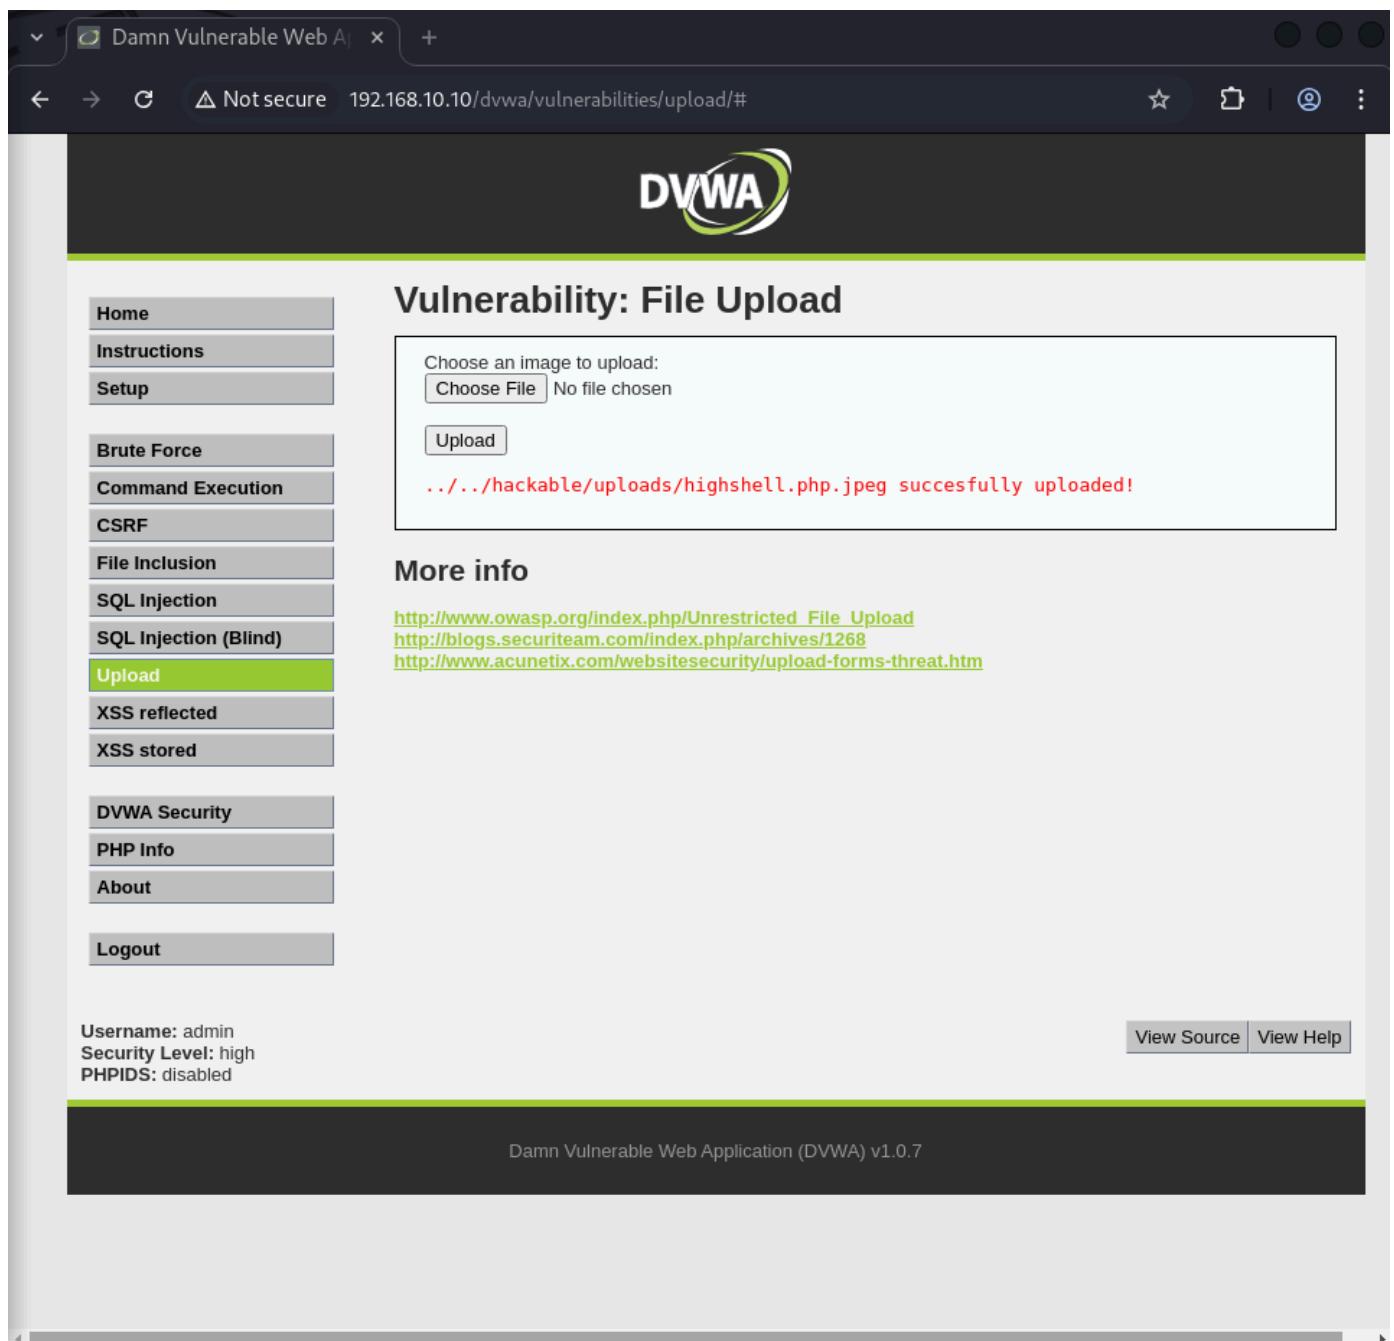 Damn Vulnerable Web A
Not secure 192.168.10.10/dvwa/vulnerabilities/upload/#
DVWA
Home
Instructions
Setup
Brute Force
Command Execution
CSRF
File Inclusion
SQL Injection
SQL Injection (Blind)
Upload
XSS reflected
XSS stored
DVWA Security
PHP Info
About
Logout
Vulnerability: File Upload
Choose an image to upload:
Choose File No file chosen
Upload
../../hackable/uploads/highshell.php.jpeg succesfully uploaded!
More info
http://www.owasp.org/index.php/Unrestricted_File_Upload
http://blogs.securiteam.com/index.php/archives/1268
http://www.acunetix.com/websitesecurity/upload-forms-threat.htm
Username: admin
Security Level: high
PHPIDS: disabled
View Source View Help
Damn Vulnerable Web Application (DVWA) v1.0.7